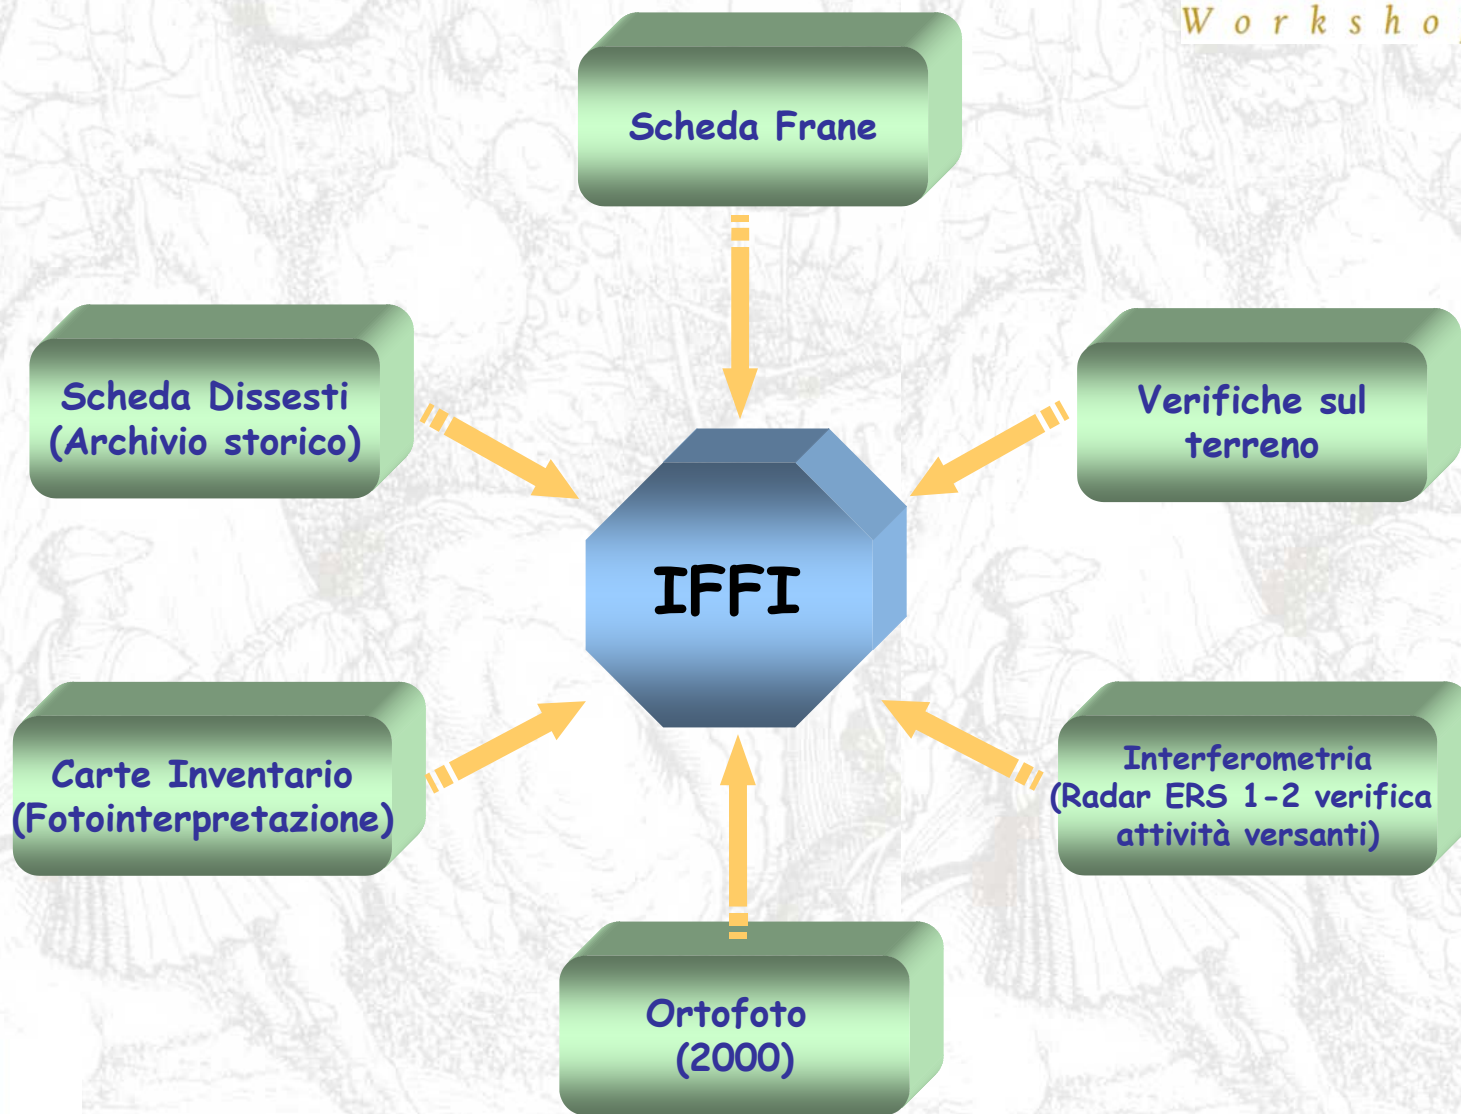 Worksho
Scheda Frane
Scheda Dissesti
(Archivio storico)
Verifiche sul
terreno
IFFI
Carte Inventario
(Fotointerpretazione)
Interferometria
(Radar ERS 1-2 verifica
attività versanti)
Ortofoto
(2000)